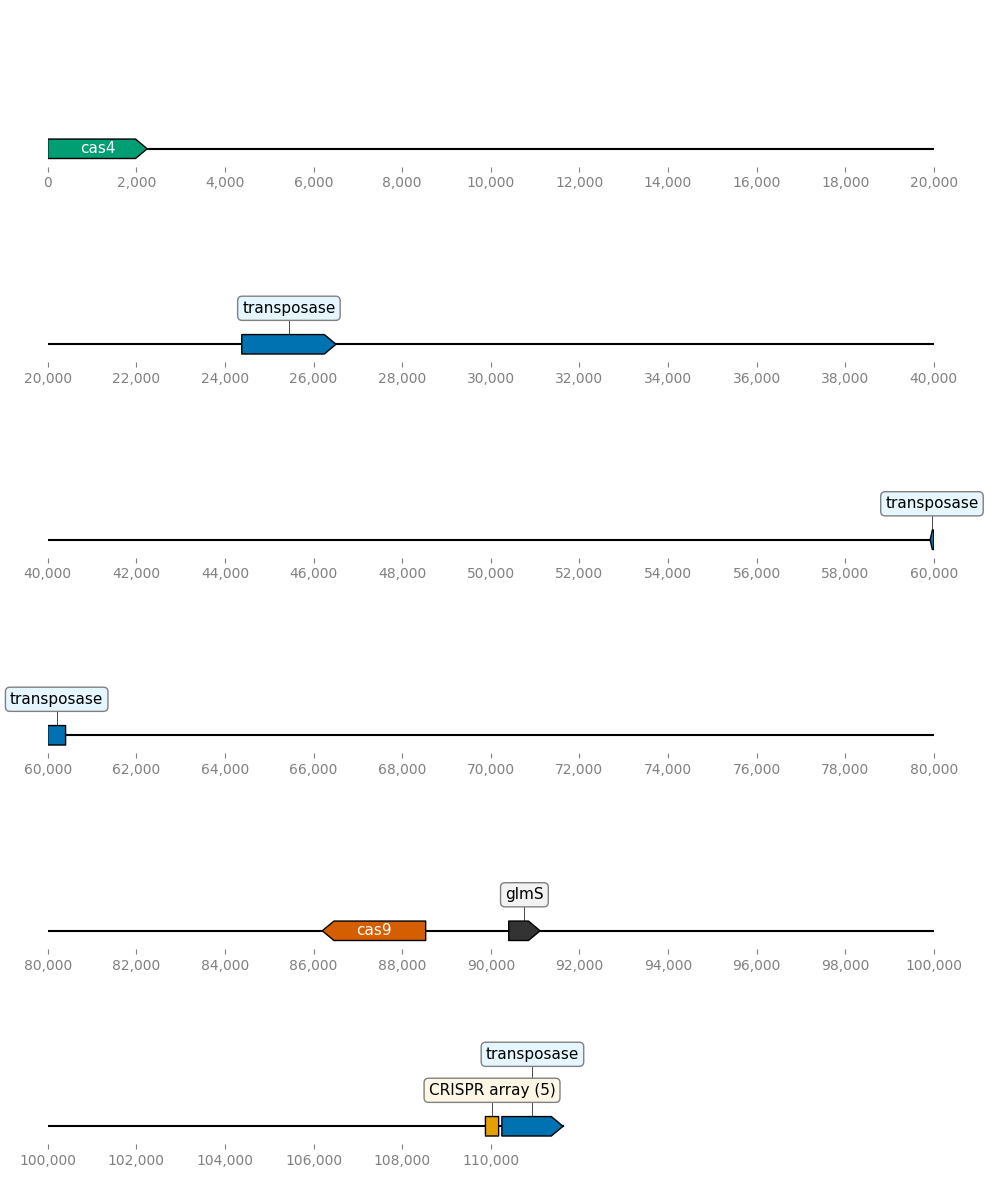 cas4
0 2,000 4,000 6,000 8,000 10,000 12,000 14,000 16,000 18,000 20,000
transposase
20,000 22,000 24,000 26,000 28,000 30,000 32,000 34,000 36,000 38,000 40,000
transposase
40,000 42,000 44,000 46,000 48,000 50,000 52,000 54,000 56,000 58,000 60,000
transposase
60,000 62,000 64,000 66,000 68,000 70,000 72,000 74,000 76,000 78,000 80,000
glmS
cas9
80,000 82,000 84,000 86,000 88,000 90,000 92,000 94,000 96,000 98,000 100,000
transposase
CRISPR array (5)
100,000 102,000 104,000 106,000 108,000 110,000